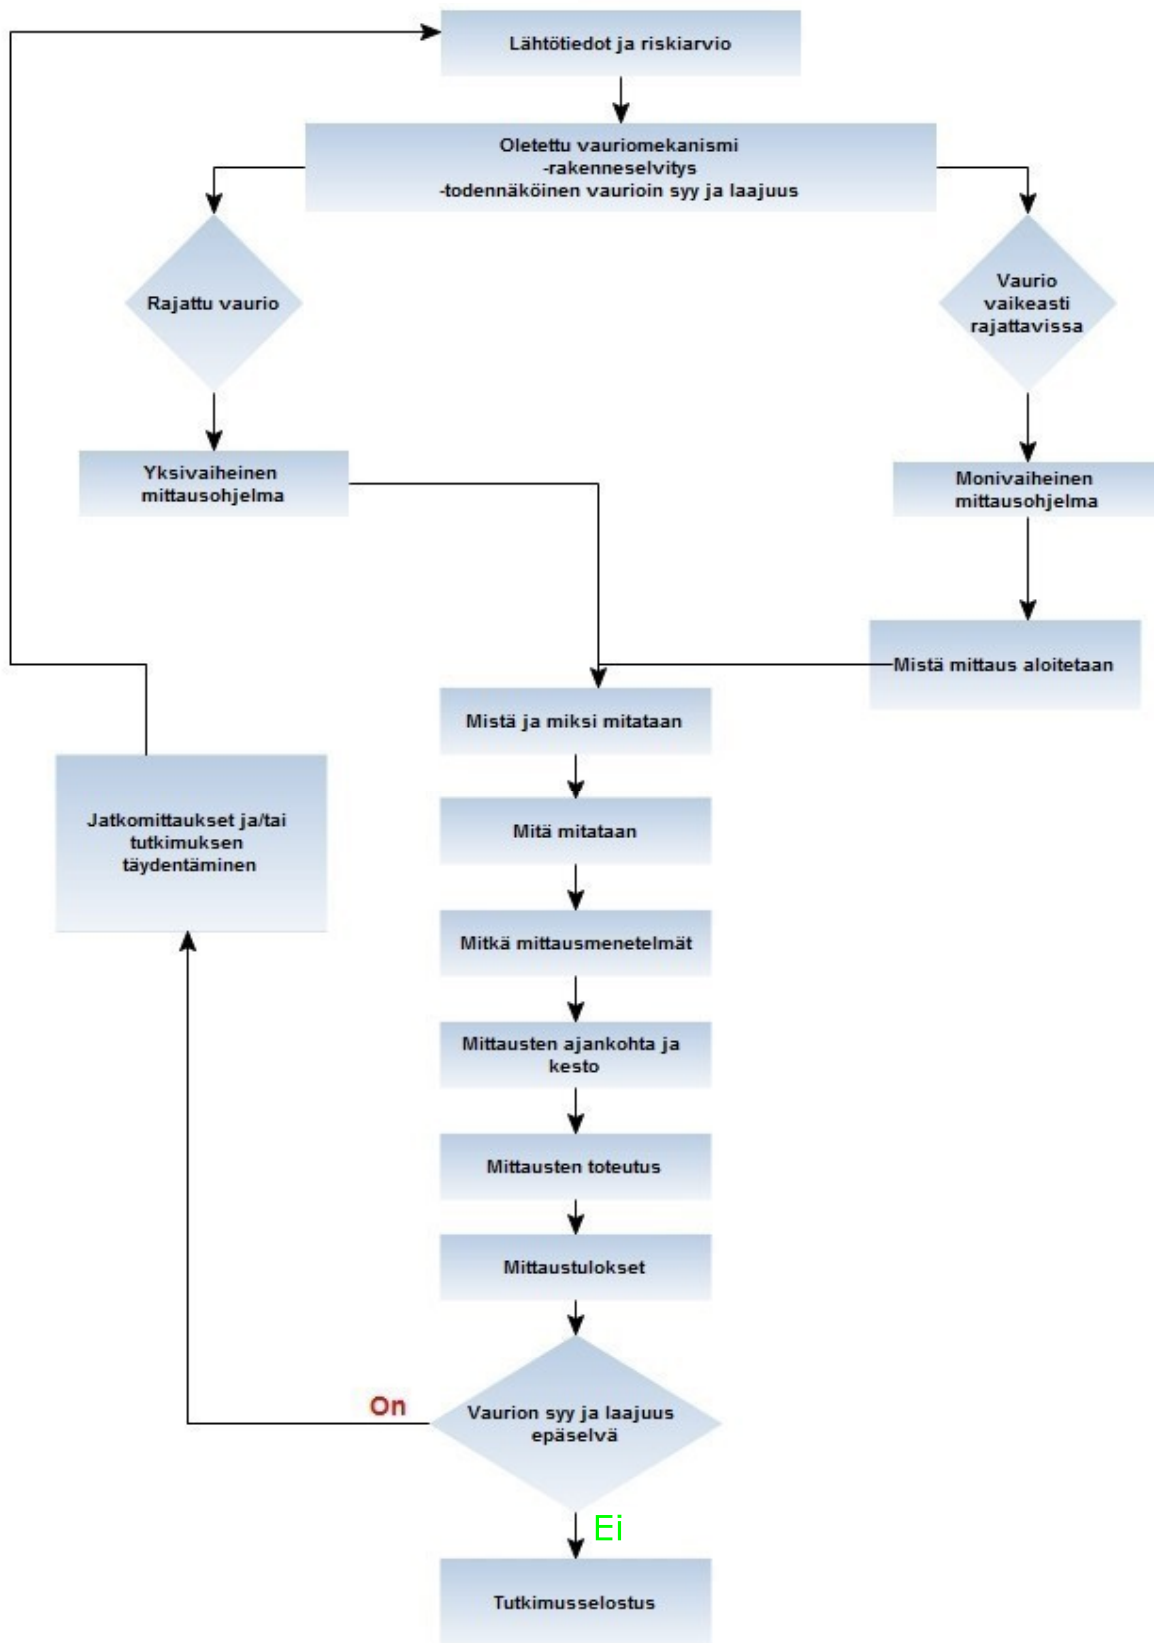 Lähtötiedot ja riskiarvio
Oletettu vauriomekanismi
-rakenneselvitys
-todennäköinen vaurioin syy ja laajuus
Rajattu vaurio
Vaurio
vaikeasti
rajattavissa
Yksivaiheinen
mittausohjelma
Monivaiheinen
mittausohjelma
Mistä mittaus aloitetaan
Mistä ja miksi mitataan
Jatkomittaukset ja/tai
tutkimuksen
täydentäminen
Mitä mitataan
Mitkä mittausmenetelmät
Mittausten ajankohta ja
kesto
Mittausten toteutus
Mittaustulokset
On
Vaurion syy ja laajuus
epäselvä
Ei
Tutkimusselostus